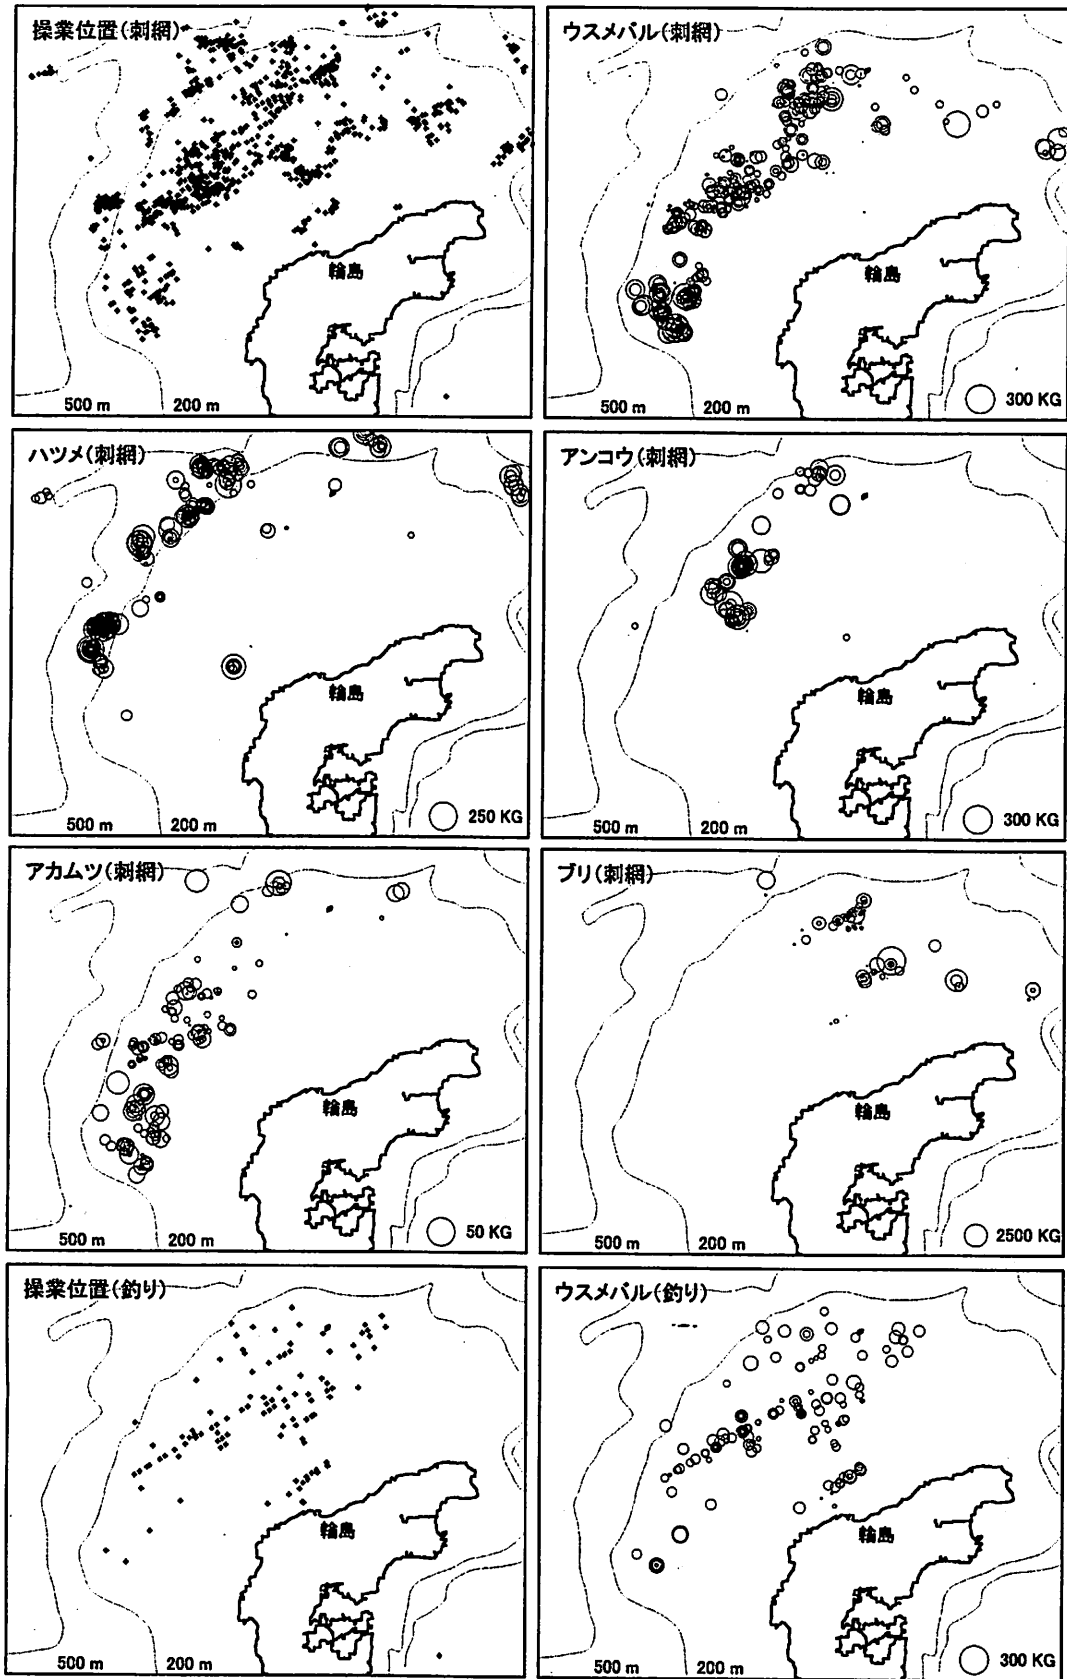 操業位置(刺網)
輪島
500 m 200 m
ウスメバル(刺網)
輪島
500 m 200 m 300 KG
ハツメ(刺網)
輪島
500 m 200 m 250 KG
アンコウ(刺網)
輪島
500 m 200 m 300 KG
アカムツ(刺網)
輪島
500 m 200 m 50 KG
ブリ(刺網)
輪島
500 m 200 m 2500 KG
操業位置(釣り)
輪島
500 m 200 m
ウスメバル(釣り)
輪島
500 m 200 m 300 KG